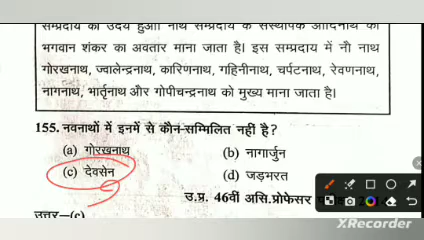 सम्प्रदाय का उदय हुआ। नाथ सम्प्रदाय के संस्थापक आदिनाथ को
भगवान शंकर का अवतार माना जाता है। इस सम्प्रदाय में नौ नाथ
गोरखनाथ, ज्वालेन्द्रनाथ, कारिणनाथ, गहिनीनाथ, चर्पटनाथ, रेवणनाथ,
नागनाथ, भार्तृनाथ और गोपीचन्द्रनाथ को मुख्य माना जाता है।
155. नवनाथों में इनमें से कौन-सम्मिलित नहीं है?
(a) गोरखनाथ (b) नागार्जुन
(c) देवसेन (d) जड़भरत
उ.प्र. 46वीं असि.प्रोफेसर
उत्तर—(c)
XRecorder